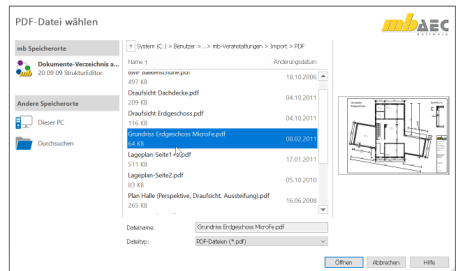 PDF-Datei wählen
mb AEC
Software
mb Speicherorte
Dokumente-Verzeichnis a...
20 09 09 StrukturEditor
Andere Speicherorte
Dieser PC
Durchsuchen
System (C:) > Benutzer > ... > mb-Veranstaltungen > Import > PDF
Name ↑ Änderungsdatum
497 KB 18.10.2006
Draufsicht Dachdecke.pdf
209 KB 04.10.2011
Draufsicht Erdgeschoss.pdf
116 KB 04.10.2011
Grundriss Erdgeschoss MicroFe.pdf
64 KB 08.02.2011
Lageplan-Seite1+2.pdf
511 KB 17.01.2011
Lageplan-Seite2.pdf
83 KB 05.10.2010
Plan Halle (Perspektive, Draufsicht, Aussteifung).pdf
265 KB 16.06.2008
Dateiname: Grundriss Erdgeschoss MicroFe.pdf
Dateityp: PDF-Dateien (*.pdf)
Öffnen Abbrechen Hilfe